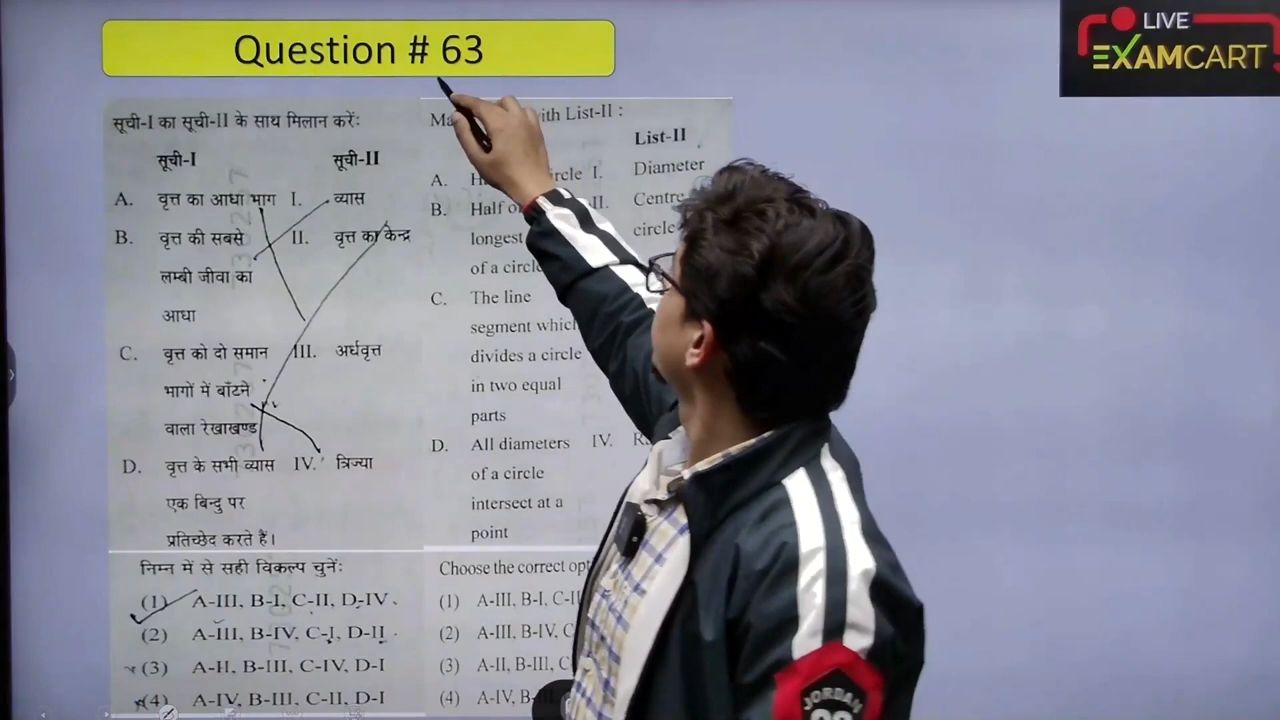 LIVE
EXAMCART
Question # 63
सूची-I का सूची-II के साथ मिलान करेंः
सूची-I सूची-II
A. वृत्त का आधा भाग I. व्यास
B. वृत्त की सबसे II. वृत्त का केन्द्र
लम्बी जीवा का
आधा
C. वृत्त को दो समान III. अर्धवृत्त
भागों में बाँटने
वाला रेखाखण्ड
D. वृत्त के सभी व्यास IV. त्रिज्या
एक बिन्दु पर
प्रतिच्छेद करते हैं।
निम्न में से सही विकल्प चुनेंः
(1) A-III, B-I, C-II, D-IV
(2) A-III, B-IV, C-I, D-II
(3) A-II, B-III, C-IV, D-I
(4) A-IV, B-III, C-II, D-I
with List-II :
List-II
A. I. Diameter
B. Half II. Centre
longest circle
of a circle
C. The line
segment which
divides a circle
in two equal
parts
D. All diameters IV.
of a circle
intersect at a
point
Choose the correct
(1) A-III, B-I,
(2) A-III, B-IV,
(3) A-II, B-III,
(4) A-IV,
JORDAN